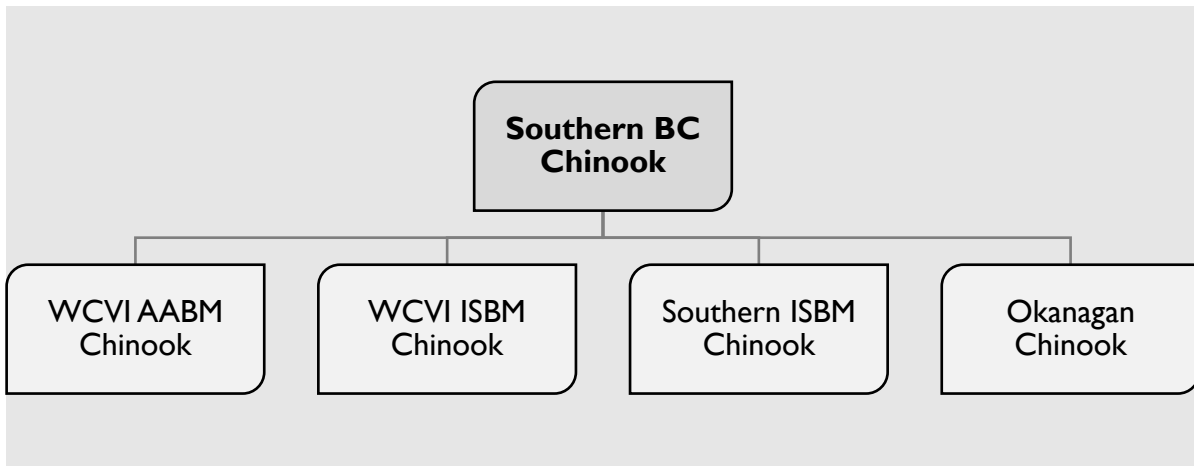 Southern BC
Chinook
WCVI AABM
Chinook
WCVI ISBM
Chinook
Southern ISBM
Chinook
Okanagan
Chinook